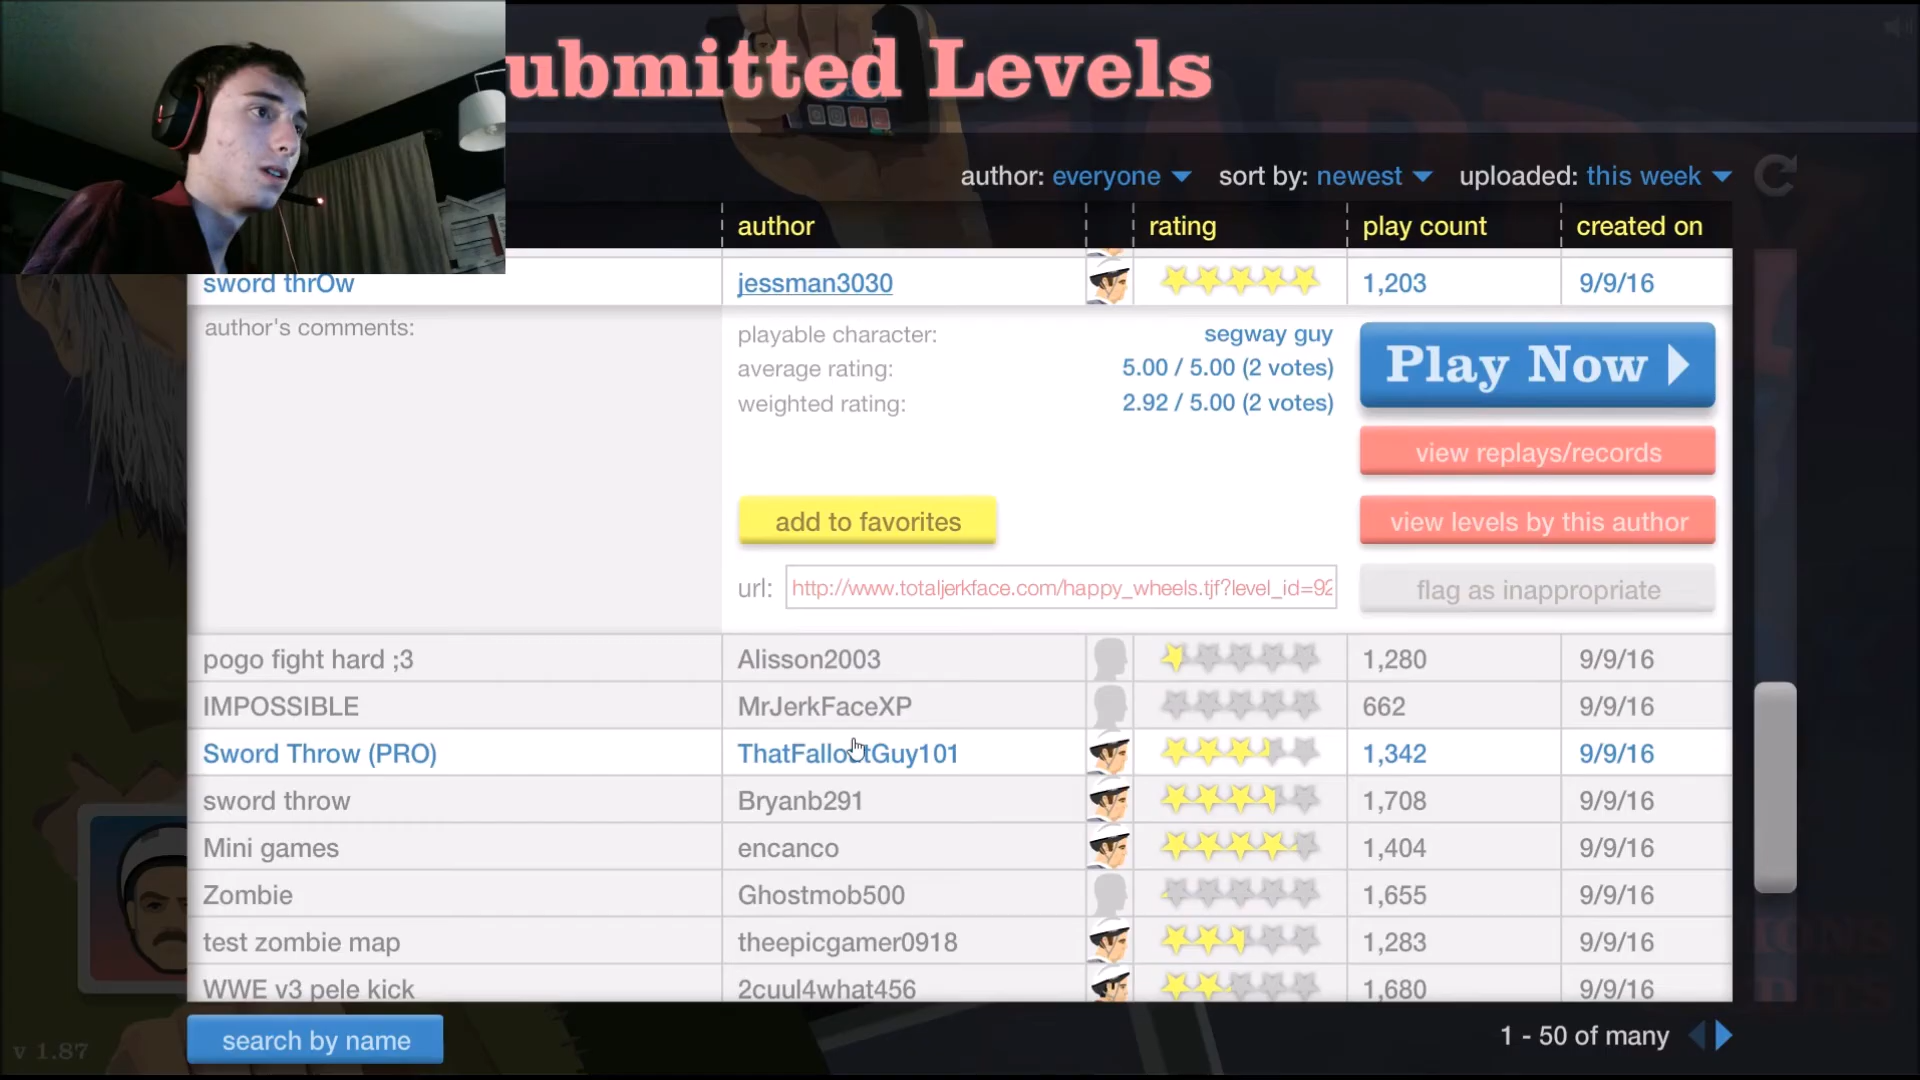 ubmitted Levels
author: everyone sort by: newest uploaded: this week
author rating play count created on
sword thrOw jessman3030 1,203 9/9/16
author's comments:
playable character: segway guy
average rating: 5.00 / 5.00 (2 votes)
weighted rating: 2.92 / 5.00 (2 votes)
Play Now
view replays/records
add to favorites
view levels by this author
url: http://www.totaljerkface.com/happy_wheels.tjf?level_id=92
flag as inappropriate
pogo fight hard ;3 Alisson2003 1,280 9/9/16
IMPOSSIBLE MrJerkFaceXP 662 9/9/16
Sword Throw (PRO) ThatFalloutGuy101 1,342 9/9/16
sword throw Bryanb291 1,708 9/9/16
Mini games encanco 1,404 9/9/16
Zombie Ghostmob500 1,655 9/9/16
test zombie map theepicgamer0918 1,283 9/9/16
WWE v3 pele kick 2cuul4what456 1,680 9/9/16
search by name
1 - 50 of many
v 1.87